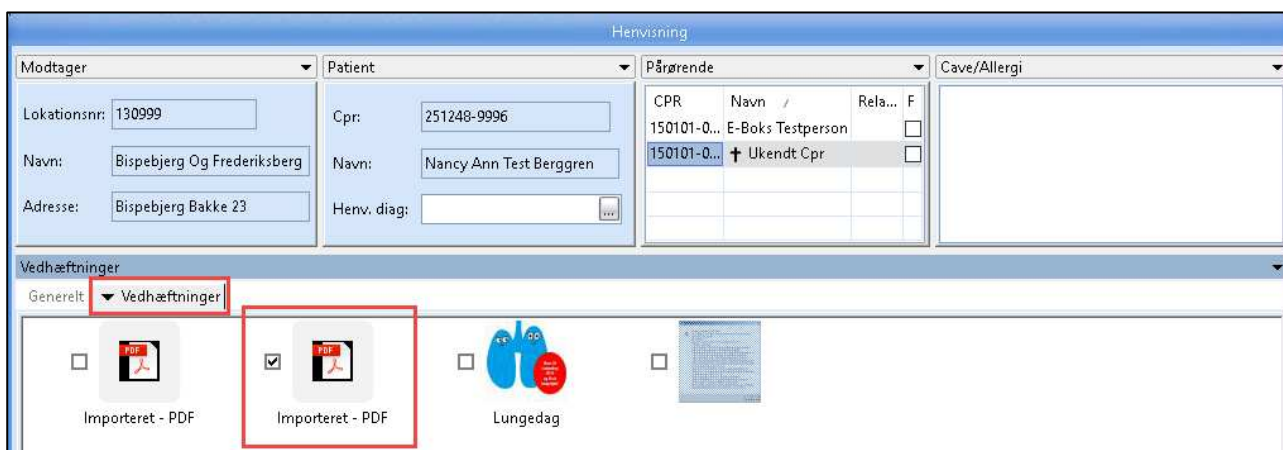 Henvisning
Modtager
Lokationsnr: 130999
Navn: Bispebjerg Og Frederiksberg
Adresse: Bispebjerg Bakke 23
Patient
Cpr: 251248-9996
Navn: Nancy Ann Test Berggren
Henv. diag: ...
Pårørende
CPR Navn / Rela... F
150101-0... E-Boks Testperson
150101-0... Ukendt Cpr
Cave/Allergi
Vedhæftninger
Generelt Vedhæftninger
PDF PDF
Importeret - PDF Importeret - PDF Lungedag